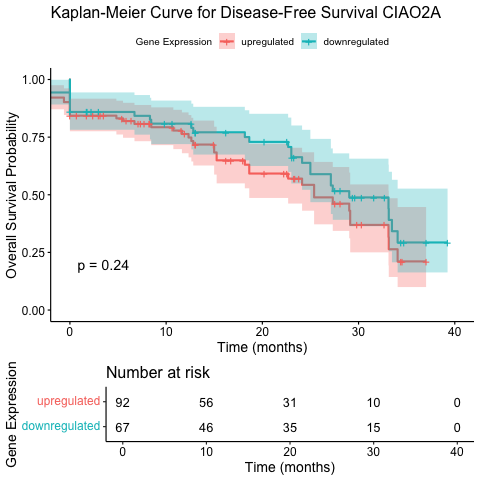 Kaplan-Meier Curve for Disease-Free Survival CIAO2A
Gene Expression upregulated downregulated
Overall Survival Probability
1.00
0.75
0.50
0.25
0.00
p = 0.24
0 10 20 30 40
Time (months)
Number at risk
Gene Expression
upregulated 92 56 31 10 0
downregulated 67 46 35 15 0
0 10 20 30 40
Time (months)